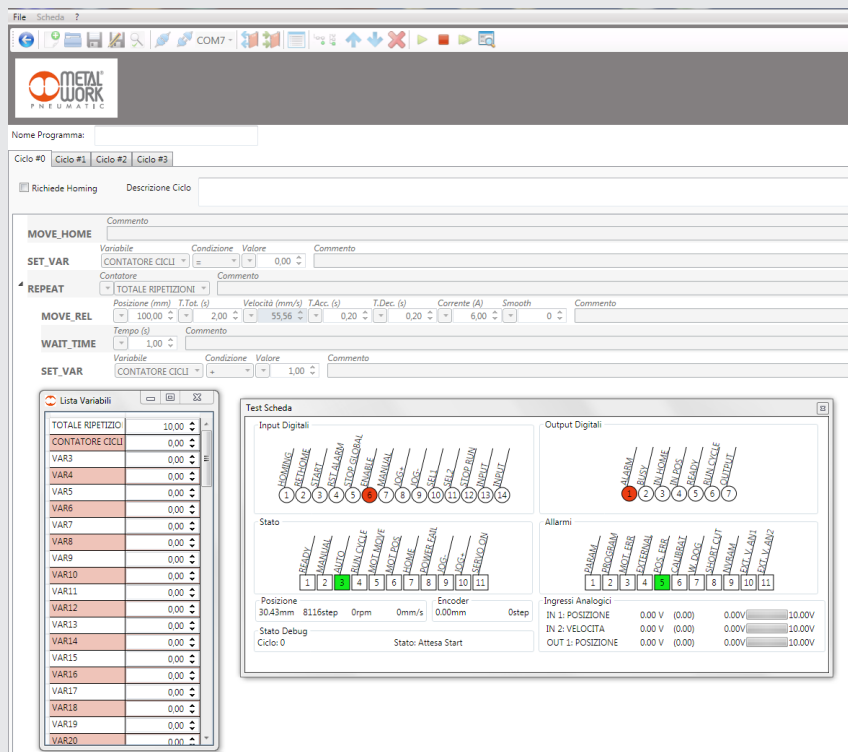 File Scheda ?
COM7
METAL WORK
PNEUMATIC
Nome Programma:
Ciclo #0 Ciclo #1 Ciclo #2 Ciclo #3
Richiede Homing Descrizione Ciclo
Commento
MOVE_HOME
Variabile Condizione Valore Commento
SET_VAR CONTATORE CICLI = 0,00
Contatore Commento
REPEAT TOTALE RIPETIZIONI
Posizione (mm) T.Tot. (s) Velocità (mm/s) T.Acc. (s) T.Dec. (s) Corrente (A) Smooth Commento
MOVE_REL 100,00 2,00 55,56 0,20 0,20 6,00 0
Tempo (s) Commento
WAIT_TIME 1,00
Variabile Condizione Valore Commento
SET_VAR CONTATORE CICLI + 1,00
Lista Variabili
TOTALE RIPETIZIO 10,00
CONTATORE CICLI 0,00
VAR3 0,00
VAR4 0,00
VAR5 0,00
VAR6 0,00
VAR7 0,00
VAR8 0,00
VAR9 0,00
VAR10 0,00
VAR11 0,00
VAR12 0,00
VAR13 0,00
VAR14 0,00
VAR15 0,00
VAR16 0,00
VAR17 0,00
VAR18 0,00
VAR19 0,00
VAR20 0,00
Test Scheda
Input Digitali
HOMING RETHOME START RST ALARM STOP GLOBAL ENABLE MANUAL JOG+ JOG- SEL1 SEL2 STOP RUN INPUT INPUT
1 2 3 4 5 6 7 8 9 10 11 12 13 14
Output Digitali
ALARM BUSY IN HOME IN POS READY RUN CYCLE OUTPUT
1 2 3 4 5 6 7
Stato
READY MANUAL AUTO RUN CYCLE MOT MOVE MOT POS HOME POWER FAIL JOG- JOG+ SERVO ON
1 2 3 4 5 6 7 8 9 10 11
Allarmi
PARAM PROGRAM MOT_ERR EXTERNAL POS_ERR CALIBRAT W. DOG SHORT CUT NVRAM EXT. V_AN1 EXT. V_AN2
1 2 3 4 5 6 7 8 9 10 11
Posizione
30.43mm 8116step 0rpm 0mm/s
Encoder
0.00mm 0step
Stato Debug
Ciclo: 0 Stato: Attesa Start
Ingressi Analogici
IN 1: POSIZIONE 0.00 V (0.00) 0.00V 10.00V
IN 2: VELOCITA 0.00 V (0.00) 0.00V 10.00V
OUT 1: POSIZIONE 0.00 V (0.00) 0.00V 10.00V